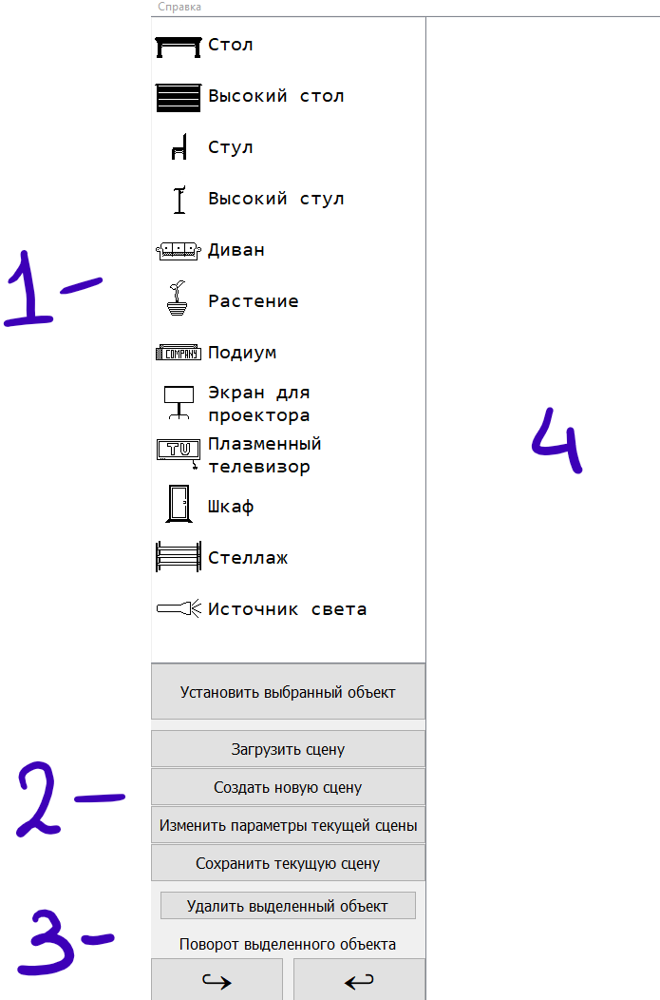 Справка
Стол
Высокий стол
Стул
Высокий стул
1-
Диван
Растение
COMPANY
Подиум
Экран для
проектора
4
TV
Плазменный
телевизор
Шкаф
Стеллаж
Источник света
Установить выбранный объект
Загрузить сцену
2-
Создать новую сцену
Изменить параметры текущей сцены
Сохранить текущую сцену
Удалить выделенный объект
3-
Поворот выделенного объекта